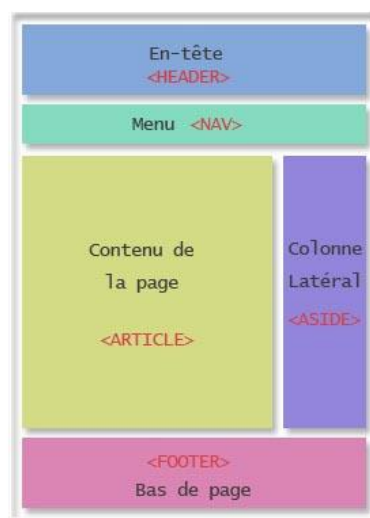 En-tête
<HEADER>
Menu <NAV>
Contenu de
la page
<ARTICLE>
Colonne
Latéral
<ASIDE>
<FOOTER>
Bas de page